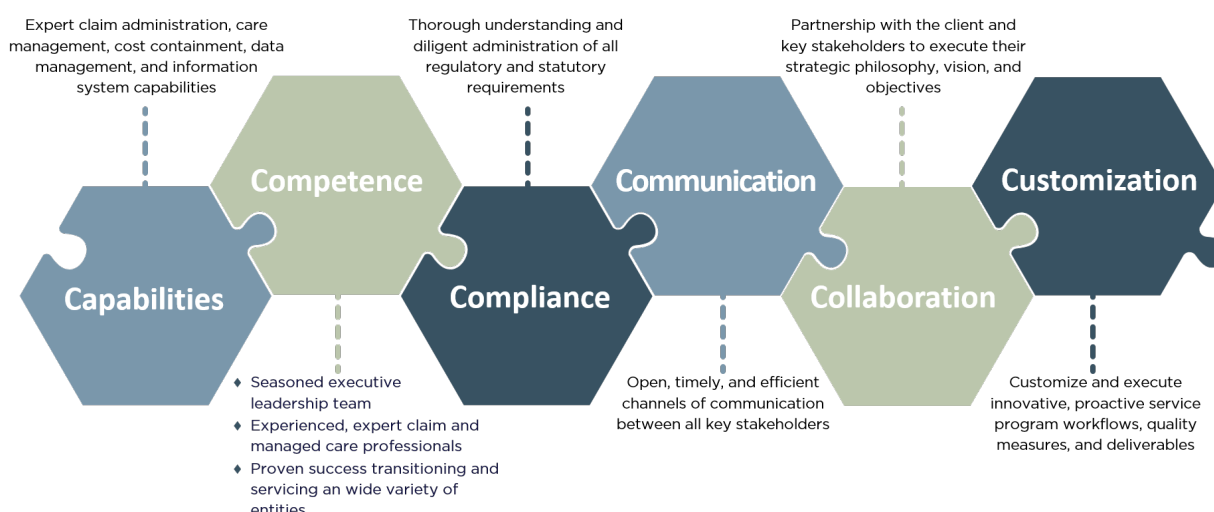 Expert claim administration, care
management, cost containment, data
management, and information
system capabilities
Capabilities
Competence
♦ Seasoned executive
leadership team
♦ Experienced, expert claim and
managed care professionals
♦ Proven success transitioning and
servicing an wide variety of
entities
Thorough understanding and
diligent administration of all
regulatory and statutory
requirements
Compliance
Communication
Open, timely, and efficient
channels of communication
between all key stakeholders
Partnership with the client and
key stakeholders to execute their
strategic philosophy, vision, and
objectives
Collaboration
Customization
Customize and execute
innovative, proactive service
program workflows, quality
measures, and deliverables